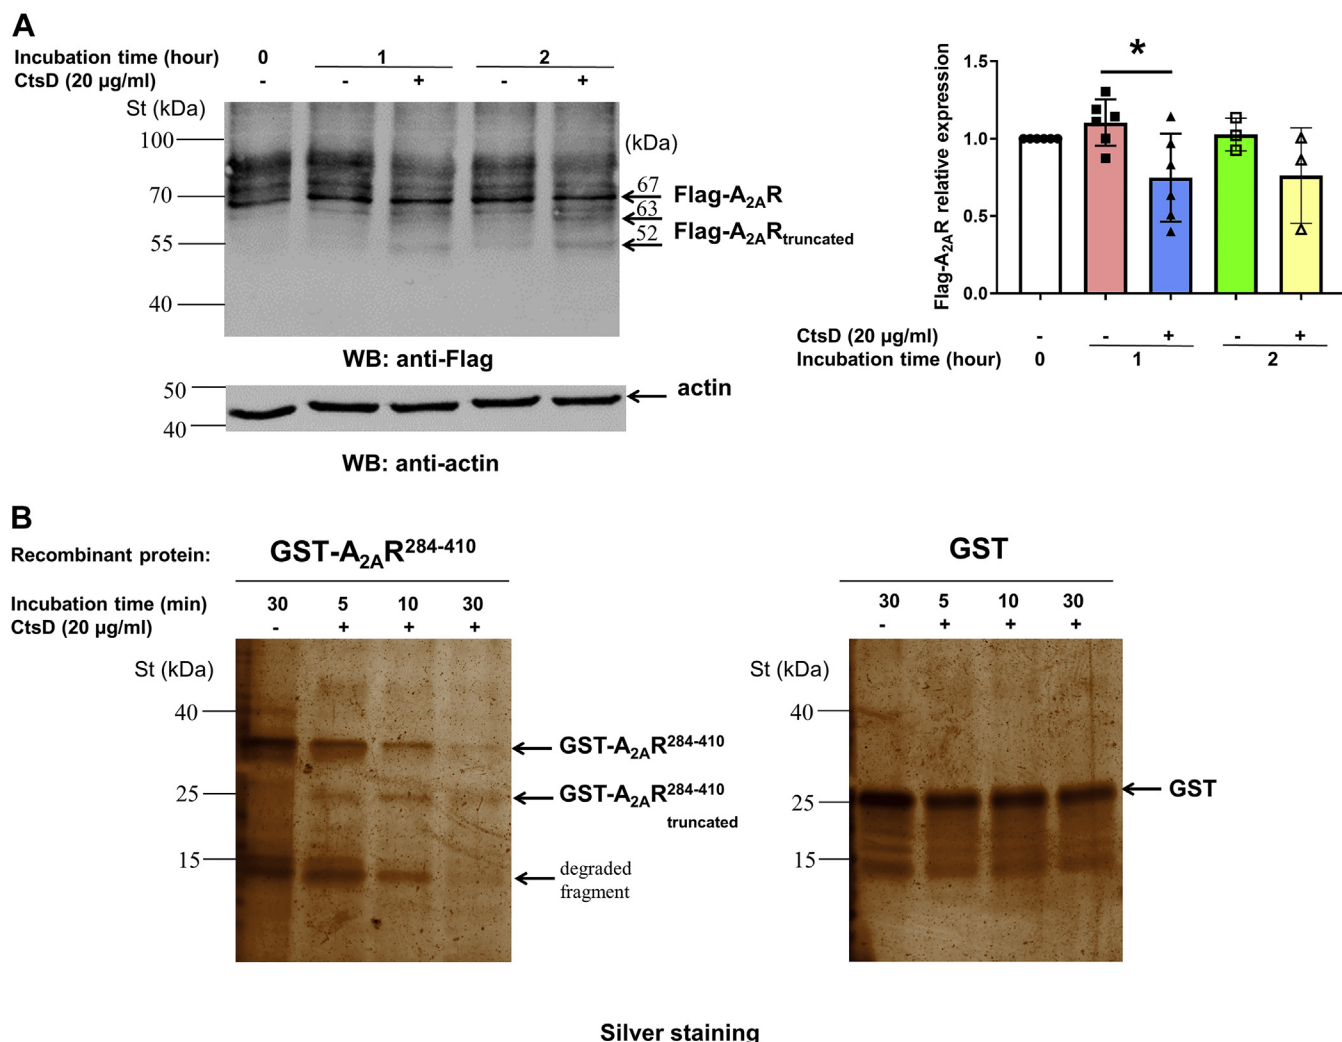 A
Incubation time (hour) 0 1 2
CtsD (20 µg/ml) - - + - +
St (kDa)
100
70
55
40
(kDa)
67 Flag-A2AR
63
52 Flag-A2ARtruncated
WB: anti-Flag
50
40
actin
WB: anti-actin
Flag-A2AR relative expression
1.5
1.0
0.5
0.0
*
CtsD (20 µg/ml) - - + - +
Incubation time (hour) 0 1 2
B
Recombinant protein: GST-A2AR284-410 GST
Incubation time (min) 30 5 10 30 30 5 10 30
CtsD (20 µg/ml) - + + + - + + +
St (kDa)
40
25
15
GST-A2AR284-410
GST-A2AR284-410
truncated
degraded
fragment
St (kDa)
40
25
15
GST
Silver staining